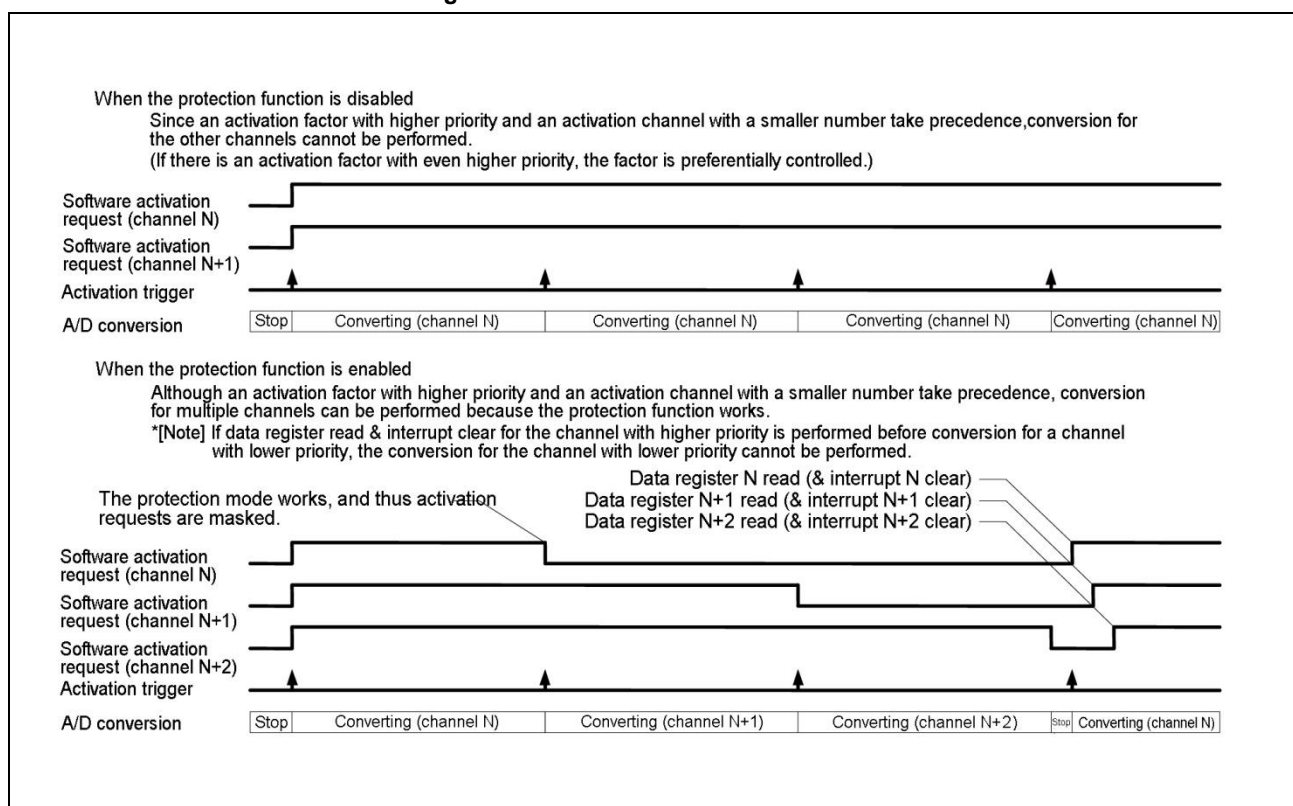 When the protection function is disabled
Since an activation factor with higher priority and an activation channel with a smaller number take precedence,conversion for
the other channels cannot be performed.
(If there is an activation factor with even higher priority, the factor is preferentially controlled.)
Software activation
request (channel N)
Software activation
request (channel N+1)
Activation trigger
A/D conversion
Stop
Converting (channel N)
Converting (channel N)
Converting (channel N)
Converting (channel N)
When the protection function is enabled
Although an activation factor with higher priority and an activation channel with a smaller number take precedence, conversion
for multiple channels can be performed because the protection function works.
*[Note] If data register read & interrupt clear for the channel with higher priority is performed before conversion for a channel
with lower priority, the conversion for the channel with lower priority cannot be performed.
Data register N read (& interrupt N clear)
Data register N+1 read (& interrupt N+1 clear)
Data register N+2 read (& interrupt N+2 clear)
The protection mode works, and thus activation
requests are masked.
Software activation
request (channel N)
Software activation
request (channel N+1)
Software activation
request (channel N+2)
Activation trigger
A/D conversion
Stop
Converting (channel N)
Converting (channel N+1)
Converting (channel N+2)
Stop
Converting (channel N)